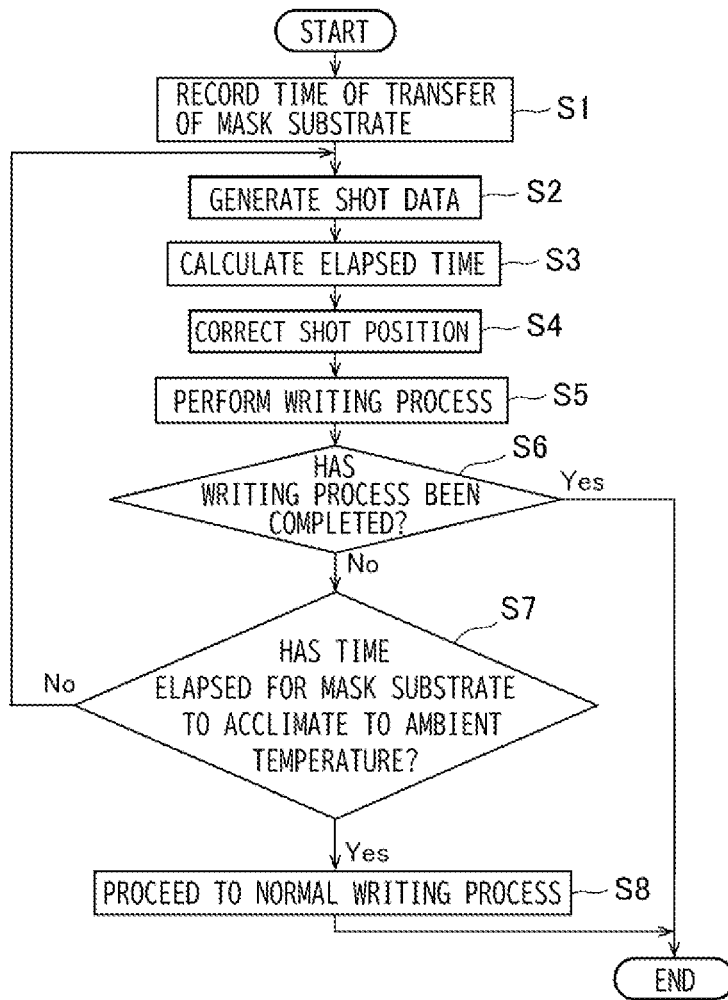 START
RECORD TIME OF TRANSFER
OF MASK SUBSTRATE
S1
GENERATE SHOT DATA
S2
CALCULATE ELAPSED TIME
S3
CORRECT SHOT POSITION
S4
PERFORM WRITING PROCESS
S5
S6
HAS
WRITING PROCESS BEEN
COMPLETED?
Yes
No
S7
HAS TIME
ELAPSED FOR MASK SUBSTRATE
TO ACCLIMATE TO AMBIENT
TEMPERATURE?
No
Yes
PROCEED TO NORMAL WRITING PROCESS
S8
END